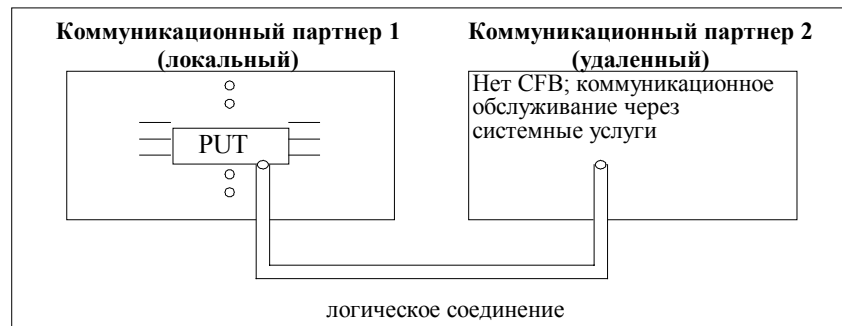 Коммуникационный партнер 1
(локальный)
Коммуникационный партнер 2
(удаленный)
PUT
Нет CFB; коммуникационное
обслуживание через
системные услуги
логическое соединение